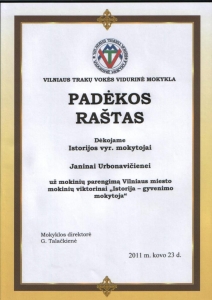 VILNIAUS TRAKŲ VOKĖS VIDURINĖ MOKYKLA
PADĖKOS
RAŠTAS
Dėkojame
Istorijos vyr. mokytojai
Janinai Urbonavičienei
už mokinių parengimą Vilniaus miesto
mokinių viktorinai „Istorija – gyvenimo
mokytoja“
Mokyklos direktorė
G. Talačkienė
2011 m. kovo 23 d.